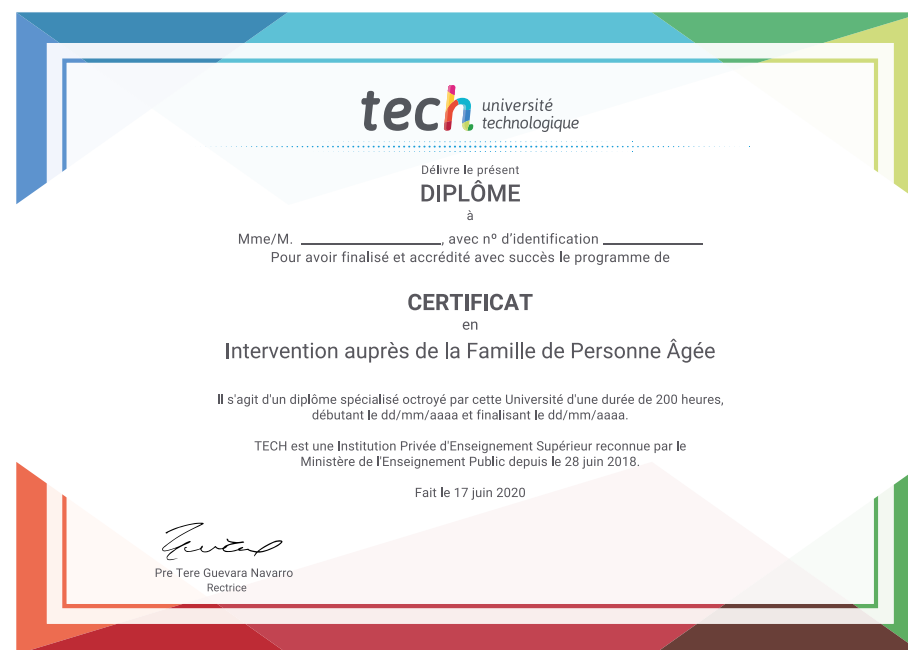 tech université
technologique
Délivre le présent
DIPLÔME
à
Mme/M. ____________, avec nº d'identification ____________
Pour avoir finalisé et accrédité avec succès le programme de
CERTIFICAT
en
Intervention auprès de la Famille de Personne Âgée
Il s'agit d'un diplôme spécialisé octroyé par cette Université d'une durée de 200 heures,
débutant le dd/mm/aaaa et finalisant le dd/mm/aaaa.
TECH est une Institution Privée d'Enseignement Supérieur reconnue par le
Ministère de l'Enseignement Public depuis le 28 juin 2018.
Fait le 17 juin 2020
Pre Tere Guevara Navarro
Rectrice